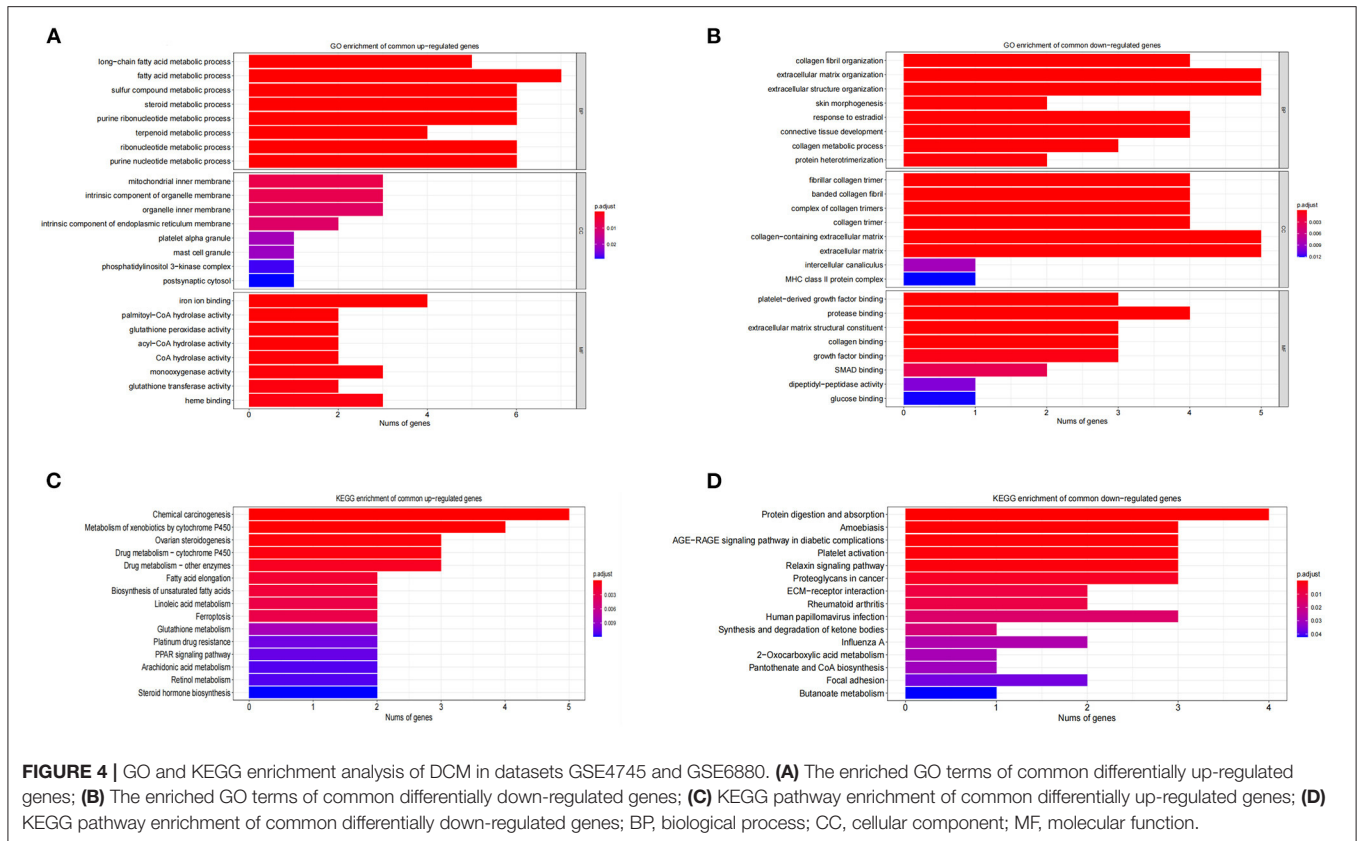 A
GO enrichment of common up-regulated genes
long-chain fatty acid metabolic process
fatty acid metabolic process
sulfur compound metabolic process
steroid metabolic process
purine ribonucleotide metabolic process
terpenoid metabolic process
ribonucleotide metabolic process
purine nucleotide metabolic process
BP
mitochondrial inner membrane
intrinsic component of organelle membrane
organelle inner membrane
intrinsic component of endoplasmic reticulum membrane
platelet alpha granule
mast cell granule
phosphatidylinositol 3-kinase complex
postsynaptic cytosol
CC
iron ion binding
palmitoyl-CoA hydrolase activity
glutathione peroxidase activity
acyl-CoA hydrolase activity
CoA hydrolase activity
monooxygenase activity
glutathione transferase activity
heme binding
MF
0 2 4 6
Nums of genes
p.adjust
0.01
0.02
B
GO enrichment of common down-regulated genes
collagen fibril organization
extracellular matrix organization
extracellular structure organization
skin morphogenesis
response to estradiol
connective tissue development
collagen metabolic process
protein heterotrimerization
BP
fibrillar collagen trimer
banded collagen fibril
complex of collagen trimers
collagen trimer
collagen-containing extracellular matrix
extracellular matrix
intercellular canaliculus
MHC class II protein complex
CC
platelet-derived growth factor binding
protease binding
extracellular matrix structural constituent
collagen binding
growth factor binding
SMAD binding
dipeptidyl-peptidase activity
glucose binding
MF
0 1 2 3 4 5
Nums of genes
p.adjust
0.003
0.006
0.009
0.012
C
KEGG enrichment of common up-regulated genes
Chemical carcinogenesis
Metabolism of xenobiotics by cytochrome P450
Ovarian steroidogenesis
Drug metabolism - cytochrome P450
Drug metabolism - other enzymes
Fatty acid elongation
Biosynthesis of unsaturated fatty acids
Linoleic acid metabolism
Ferroptosis
Glutathione metabolism
Platinum drug resistance
PPAR signaling pathway
Arachidonic acid metabolism
Retinol metabolism
Steroid hormone biosynthesis
0 1 2 3 4 5
Nums of genes
p.adjust
0.003
0.006
0.009
D
KEGG enrichment of common down-regulated genes
Protein digestion and absorption
Amoebiasis
AGE-RAGE signaling pathway in diabetic complications
Platelet activation
Relaxin signaling pathway
Proteoglycans in cancer
ECM-receptor interaction
Rheumatoid arthritis
Human papillomavirus infection
Synthesis and degradation of ketone bodies
Influenza A
2-Oxocarboxylic acid metabolism
Pantothenate and CoA biosynthesis
Focal adhesion
Butanoate metabolism
0 1 2 3 4
Nums of genes
p.adjust
0.01
0.02
0.03
0.04
FIGURE 4 | GO and KEGG enrichment analysis of DCM in datasets GSE4745 and GSE6880. (A) The enriched GO terms of common differentially up-regulated
genes; (B) The enriched GO terms of common differentially down-regulated genes; (C) KEGG pathway enrichment of common differentially up-regulated genes; (D)
KEGG pathway enrichment of common differentially down-regulated genes; BP, biological process; CC, cellular component; MF, molecular function.